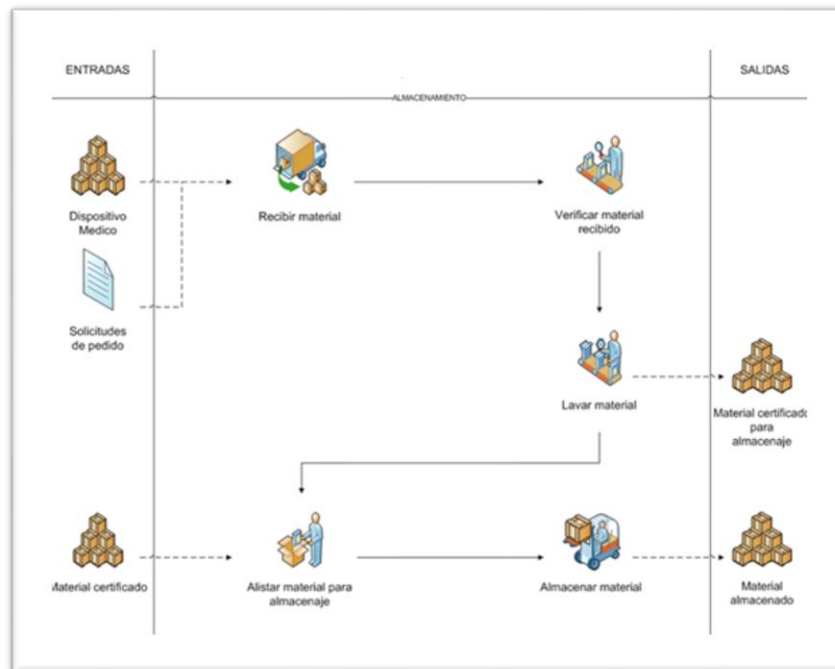 ENTRADAS
SALIDAS
ALMACENAMIENTO
Dispositivo
Medico
Recibir material
Verificar material
recibido
Solicitudes
de pedido
Lavar material
Material certificado
para
almacenaje
Material certificado
Alistar material para
almacenaje
Almacenar material
Material
almacenado